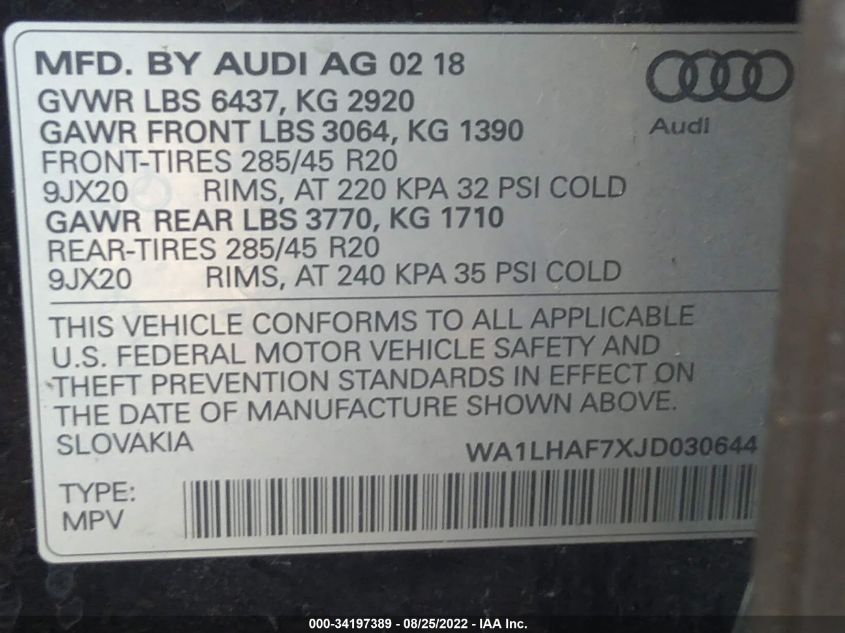 MFD. BY AUDI AG 02 18
GVWR LBS 6437, KG 2920
GAWR FRONT LBS 3064, KG 1390
FRONT-TIRES 285/45 R20
9JX20 RIMS, AT 220 KPA 32 PSI COLD
GAWR REAR LBS 3770, KG 1710
REAR-TIRES 285/45 R20
9JX20 RIMS, AT 240 KPA 35 PSI COLD
Audi
THIS VEHICLE CONFORMS TO ALL APPLICABLE
U.S. FEDERAL MOTOR VEHICLE SAFETY AND
THEFT PREVENTION STANDARDS IN EFFECT ON
THE DATE OF MANUFACTURE SHOWN ABOVE.
SLOVAKIA WA1LHAF7XJD030644
TYPE:
MPV
000-34197389 - 08/25/2022 - IAA Inc.